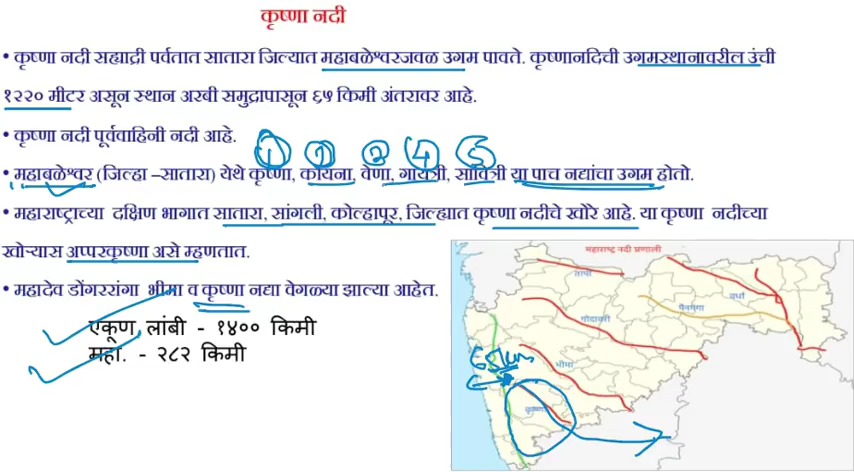 कृष्णा नदी
• कृष्णा नदी सह्याद्री पर्वतात सातारा जिल्यात महाबळेश्वरजवळ उगम पावते. कृष्णानदिची उगमस्थानावरील उंची
१२२० मीटर असून स्थान अरबी समुद्रापासून ६५ किमी अंतरावर आहे.
• कृष्णा नदी पूर्ववाहिनी नदी आहे.
1 2 3 4 5
• महाबळेश्वर (जिल्हा –सातारा) येथे कृष्णा, कोयना, वेणा, गायत्री, सावित्री या पाच नद्यांचा उगम होतो.
• महाराष्ट्राच्या दक्षिण भागात सातारा, सांगली, कोल्हापूर, जिल्ह्यात कृष्णा नदीचे खोरे आहे. या कृष्णा नदीच्या
खोऱ्यास अप्परकृष्णा असे म्हणतात.
• महादेव डोंगररांगा भीमा व कृष्णा नद्या वेगळ्या झाल्या आहेत.
एकूण लांबी - १४०० किमी
महा. - २८२ किमी
महाराष्ट्र नदी प्रणाली
तापी
वर्धा
पैनगंगा
गोदावरी
भीमा
कृष्णा